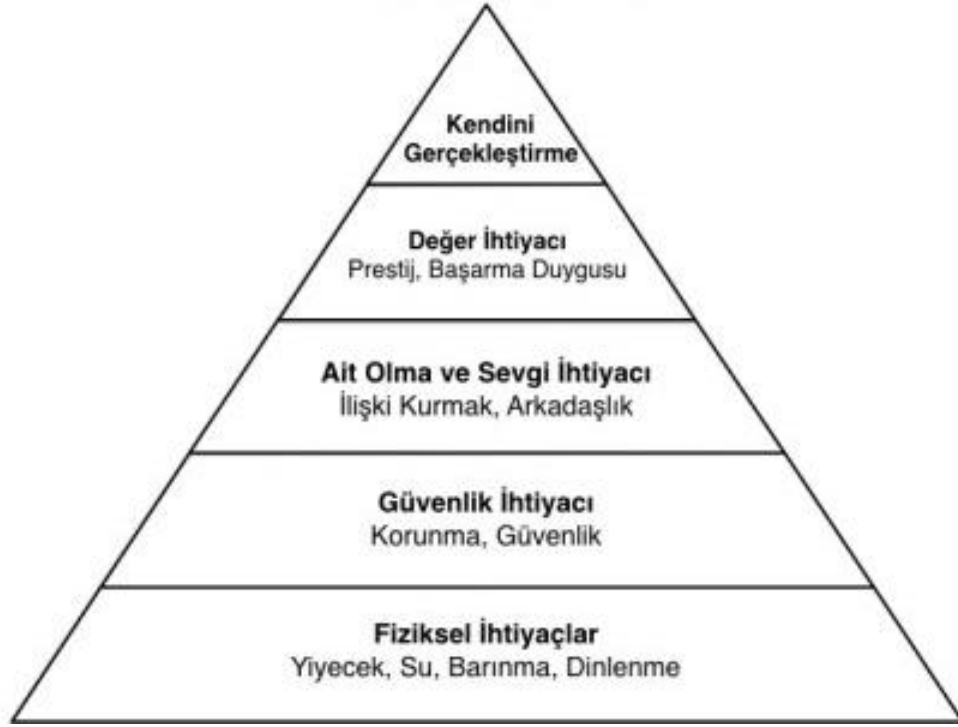 Kendini
Gerçekleştirme
Değer İhtiyacı
Prestij, Başarma Duygusu
Ait Olma ve Sevgi İhtiyacı
İlişki Kurmak, Arkadaşlık
Güvenlik İhtiyacı
Korunma, Güvenlik
Fiziksel İhtiyaçlar
Yiyecek, Su, Barınma, Dinlenme